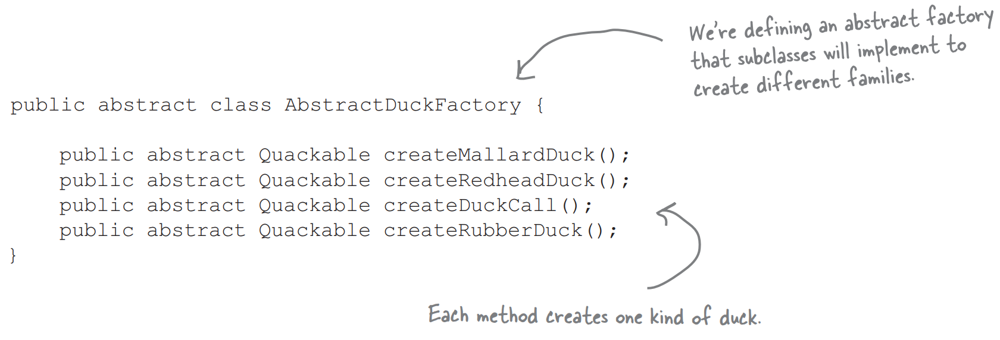 We're defining an abstract factory
that subclasses will implement to
create different families.
public abstract class AbstractDuckFactory {
public abstract Quackable createMallardDuck();
public abstract Quackable createRedheadDuck();
public abstract Quackable createDuckCall();
public abstract Quackable createRubberDuck();
}
Each method creates one kind of duck.